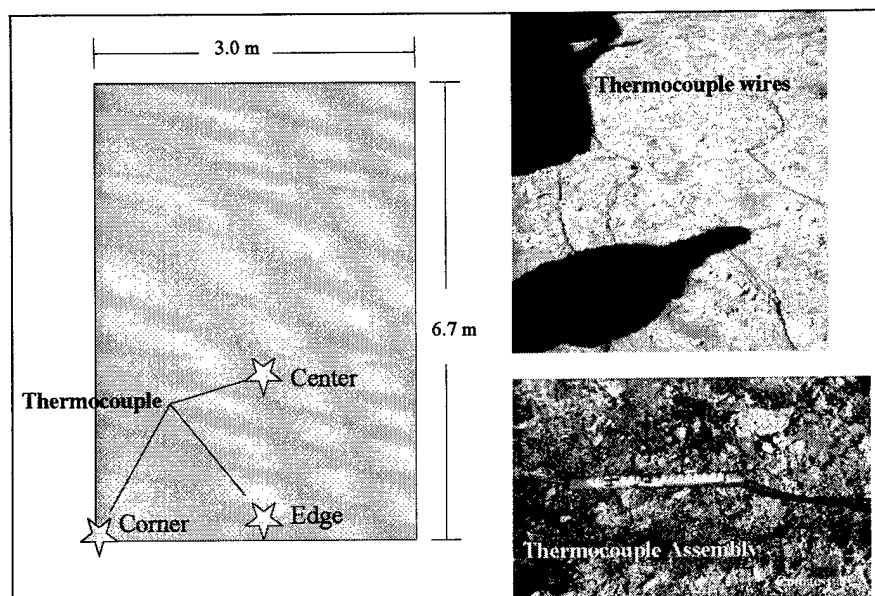 3.0 m
6.7 m
Thermocouple
Center
Corner
Edge
Thermocouple wires
Thermocouple Assembly